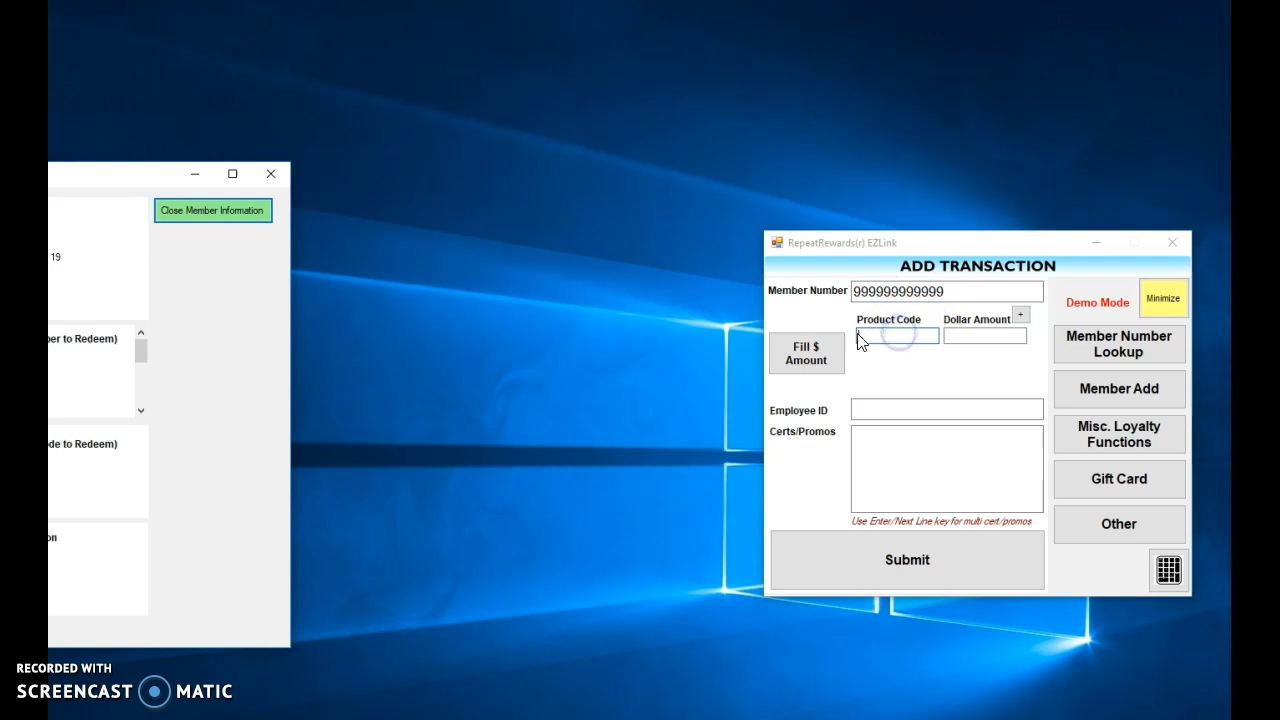 Close Member Information
19
er to Redeem)
de to Redeem)
on
RepeatRewards(r) EZLink
ADD TRANSACTION
Member Number 999999999999
Demo Mode
Minimize
Product Code
Dollar Amount
+
Fill $
Amount
Member Number
Lookup
Member Add
Employee ID
Certs/Promos
Misc. Loyalty
Functions
Gift Card
Use Enter/Next Line key for multi cert/promos
Other
Submit
RECORDED WITH
SCREENCAST MATIC